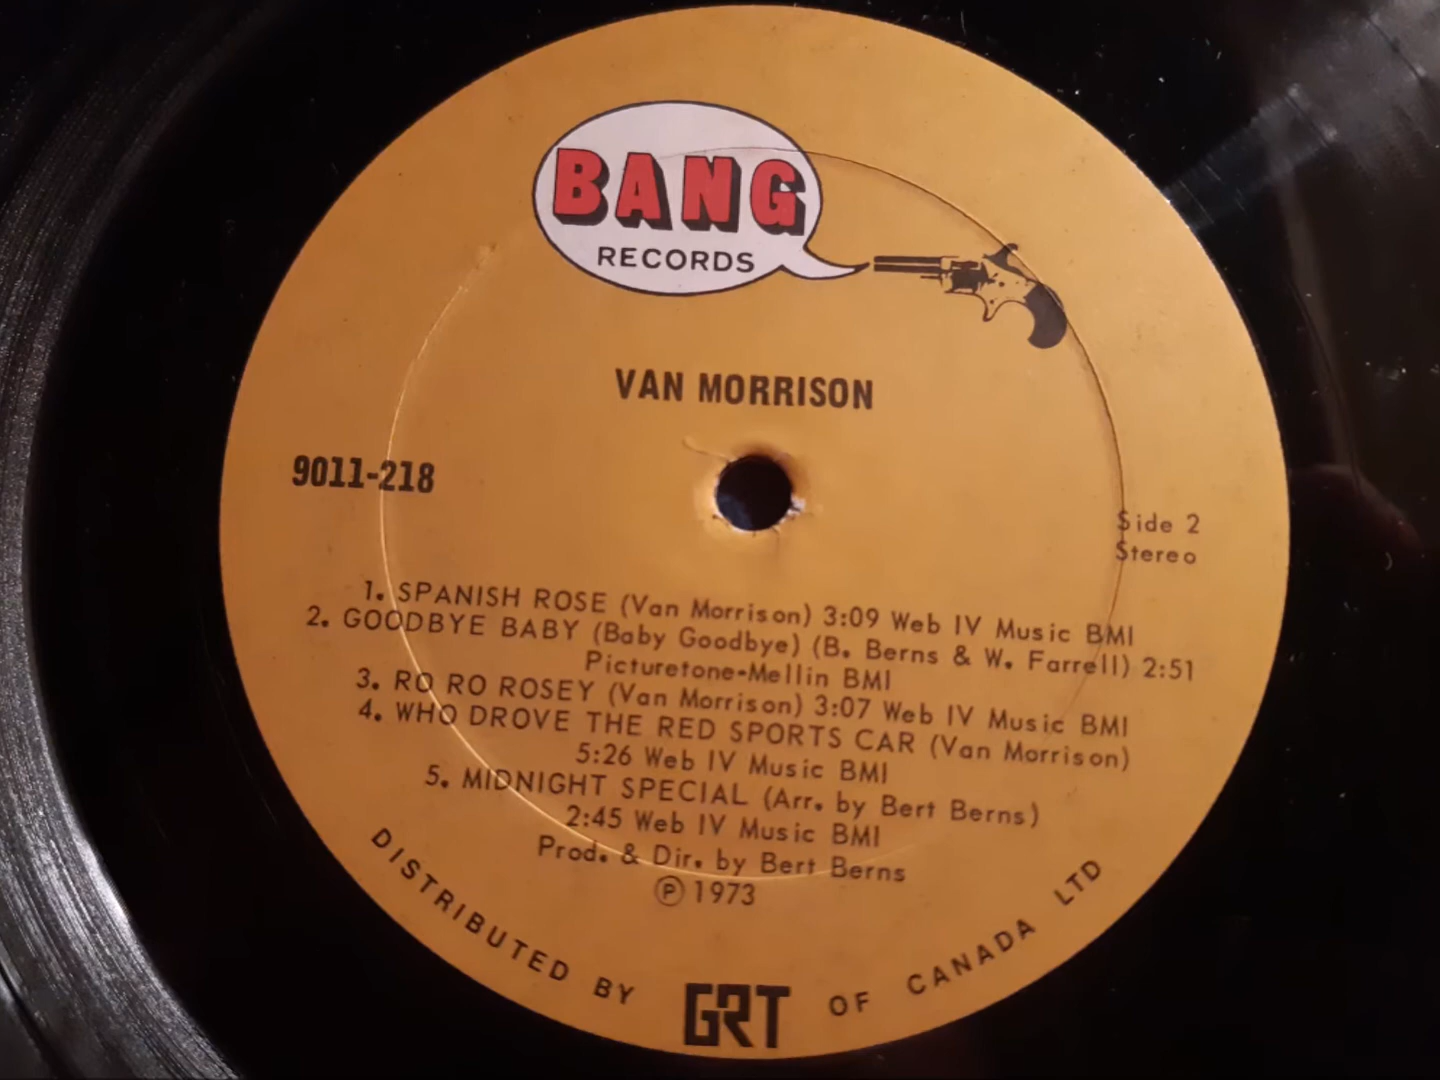 BANG
RECORDS
VAN MORRISON
9011-218
Side 2
Stereo
1. SPANISH ROSE (Van Morrison) 3:09 Web IV Music BMI
2. GOODBYE BABY (Baby Goodbye) (B. Berns & W. Farrell) 2:51
Picturetone-Mellin BMI
3. RO RO ROSEY (Van Morrison) 3:07 Web IV Music BMI
4. WHO DROVE THE RED SPORTS CAR (Van Morrison)
5:26 Web IV Music BMI
5. MIDNIGHT SPECIAL (Arr. by Bert Berns)
2:45 Web IV Music BMI
Prod. & Dir. by Bert Berns
℗ 1973
DISTRIBUTED BY GRT OF CANADA LTD